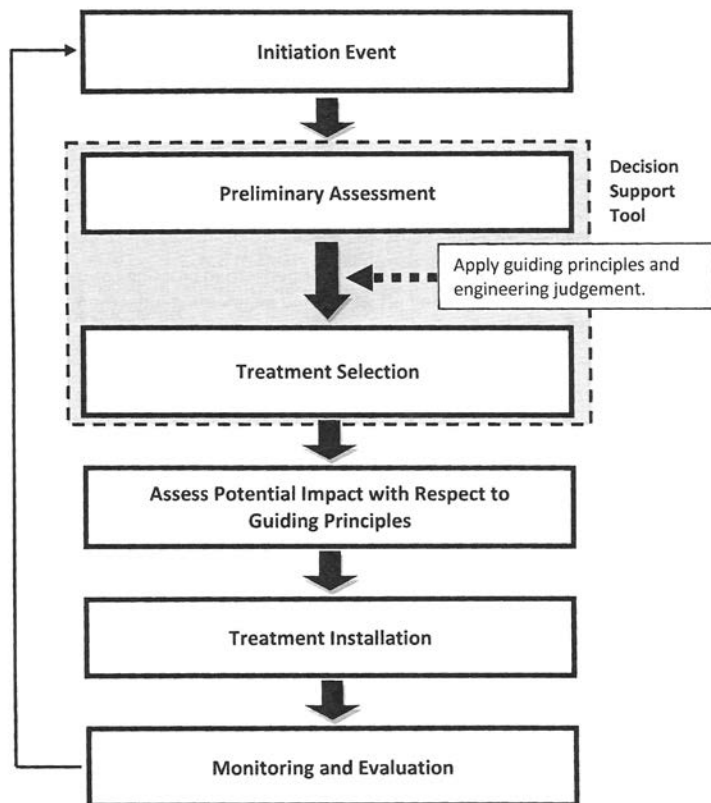 Initiation Event
Preliminary Assessment
Decision
Support
Tool
Apply guiding principles and
engineering judgement.
Treatment Selection
Assess Potential Impact with Respect to
Guiding Principles
Treatment Installation
Monitoring and Evaluation